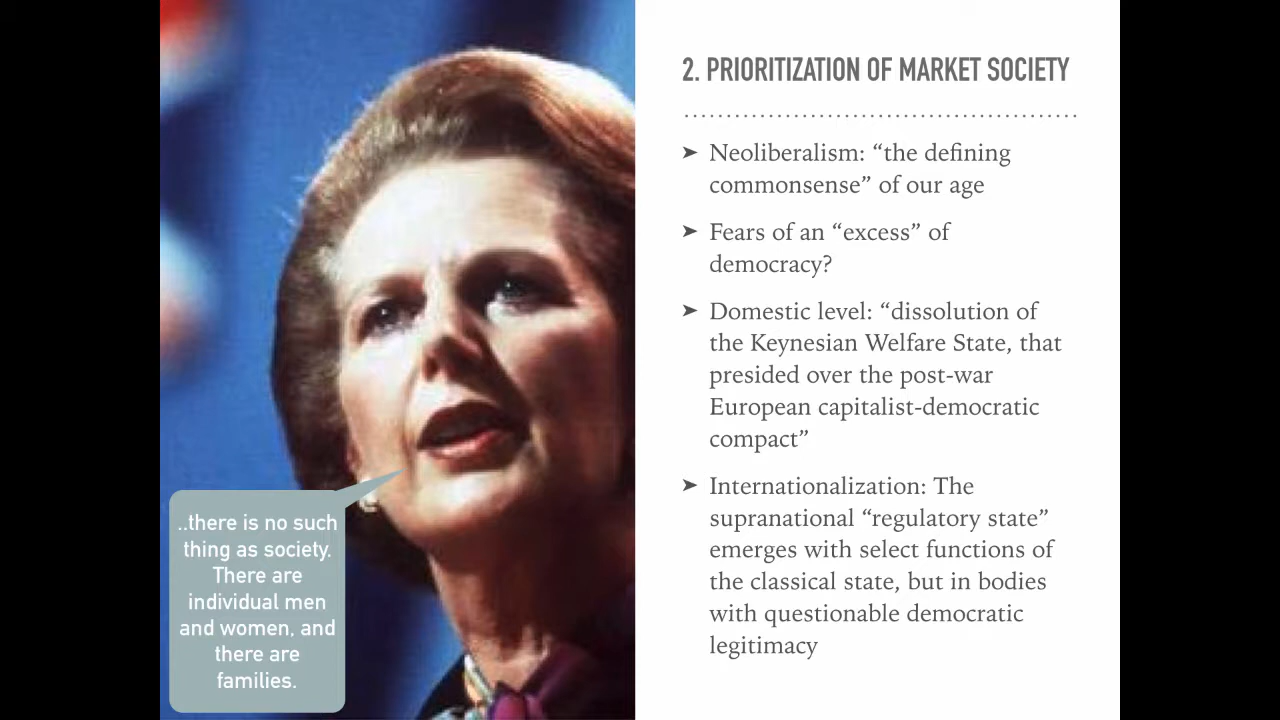 2. PRIORITIZATION OF MARKET SOCIETY
➤ Neoliberalism: “the defining
commonsense” of our age
➤ Fears of an “excess” of
democracy?
➤ Domestic level: “dissolution of
the Keynesian Welfare State, that
presided over the post-war
European capitalist-democratic
compact”
➤ Internationalization: The
supranational “regulatory state”
emerges with select functions of
the classical state, but in bodies
with questionable democratic
legitimacy
..there is no such
thing as society.
There are
individual men
and women, and
there are
families.